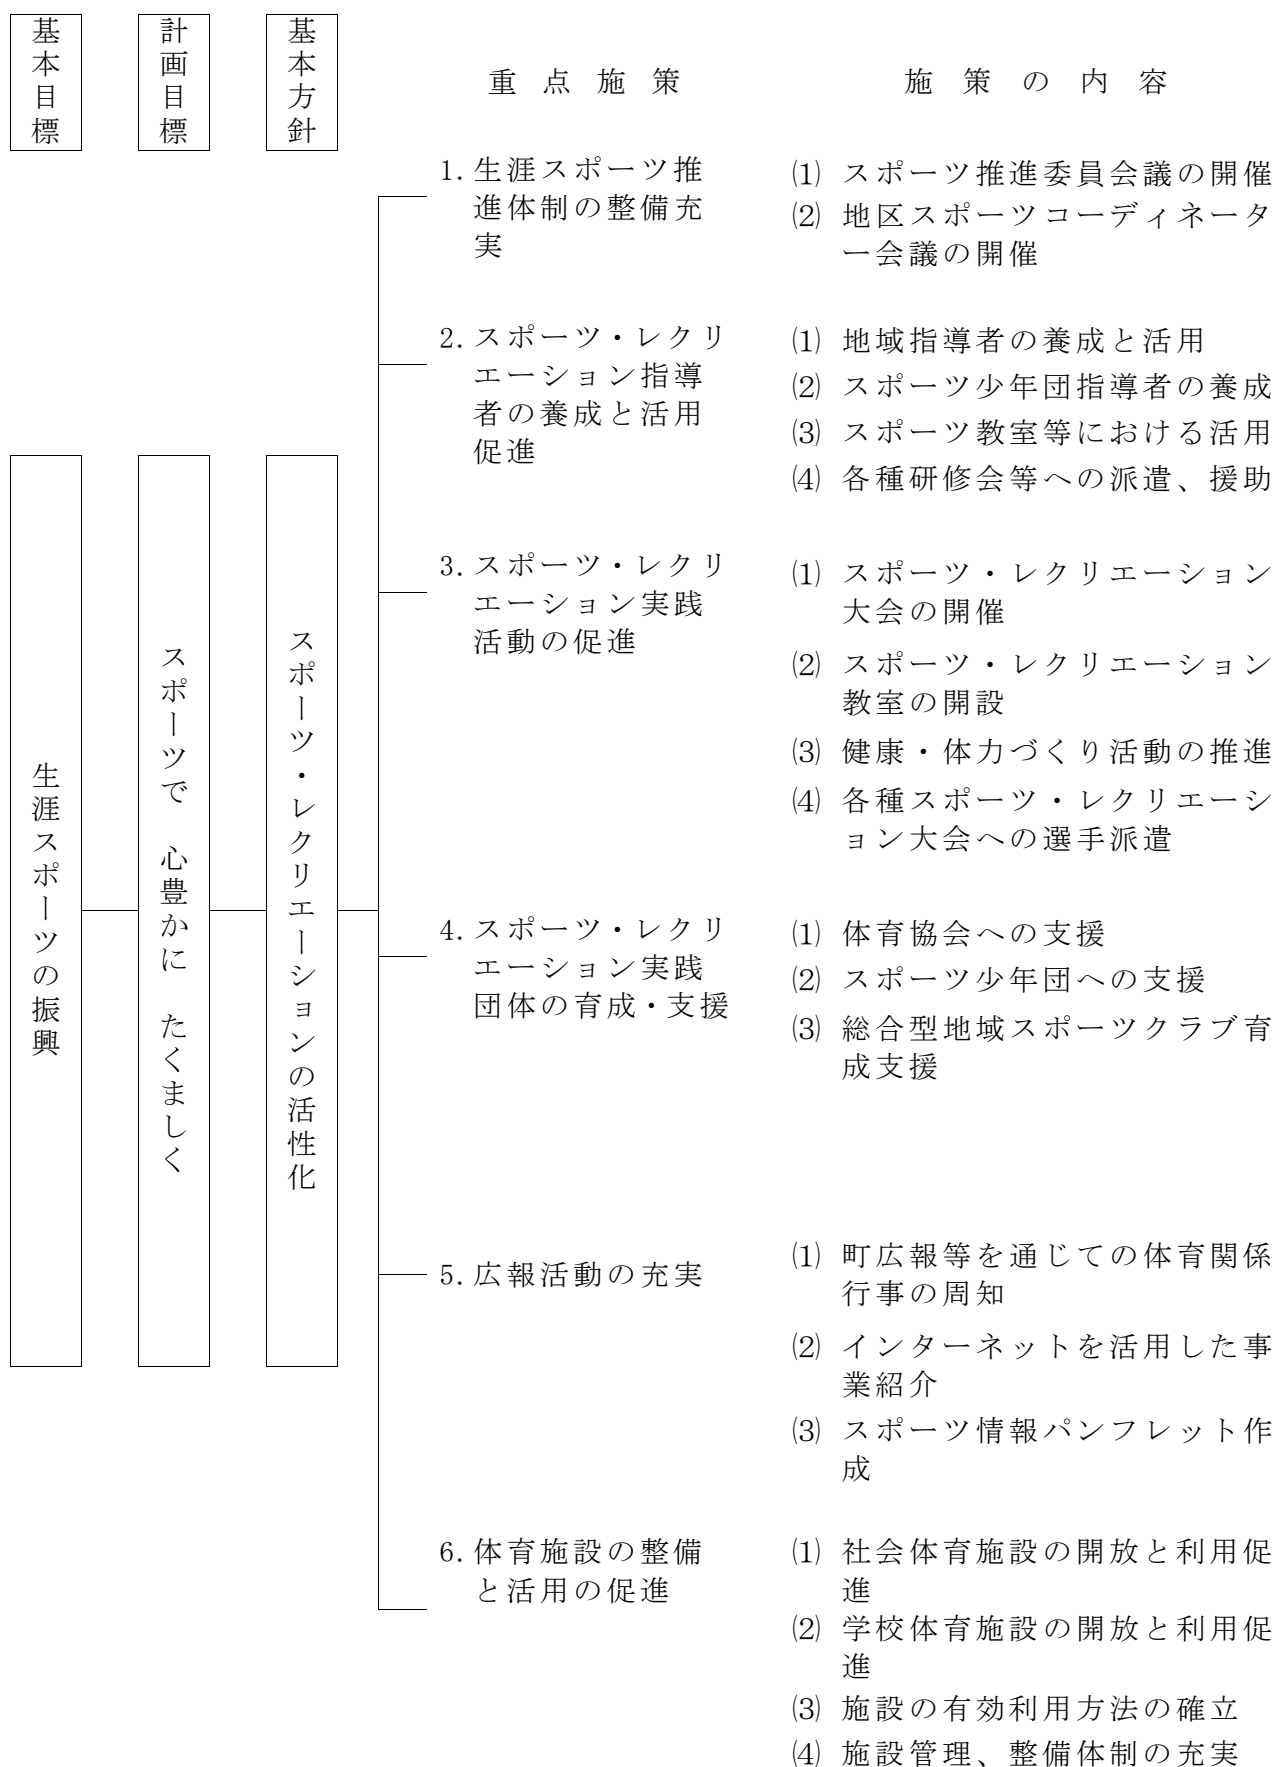 基本目標
計画目標
基本方針
重点施策
施策の内容
生涯スポーツの振興
スポーツで　心豊かに　たくましく
スポーツ・レクリエーションの活性化
1.生涯スポーツ推
進体制の整備充
実
⑴ スポーツ推進委員会議の開催
⑵ 地区スポーツコーディネータ
ー会議の開催
2.スポーツ・レクリ
エーション指導
者の養成と活用
促進
⑴ 地域指導者の養成と活用
⑵ スポーツ少年団指導者の養成
⑶ スポーツ教室等における活用
⑷ 各種研修会等への派遣、援助
3.スポーツ・レクリ
エーション実践
活動の促進
⑴ スポーツ・レクリエーション
大会の開催
⑵ スポーツ・レクリエーション
教室の開設
⑶ 健康・体力づくり活動の推進
⑷ 各種スポーツ・レクリエーシ
ョン大会への選手派遣
4.スポーツ・レクリ
エーション実践
団体の育成・支援
⑴ 体育協会への支援
⑵ スポーツ少年団への支援
⑶ 総合型地域スポーツクラブ育
成支援
5.広報活動の充実
⑴ 町広報等を通じての体育関係
行事の周知
⑵ インターネットを活用した事
業紹介
⑶ スポーツ情報パンフレット作
成
6.体育施設の整備
と活用の促進
⑴ 社会体育施設の開放と利用促
進
⑵ 学校体育施設の開放と利用促
進
⑶ 施設の有効利用方法の確立
⑷ 施設管理、整備体制の充実